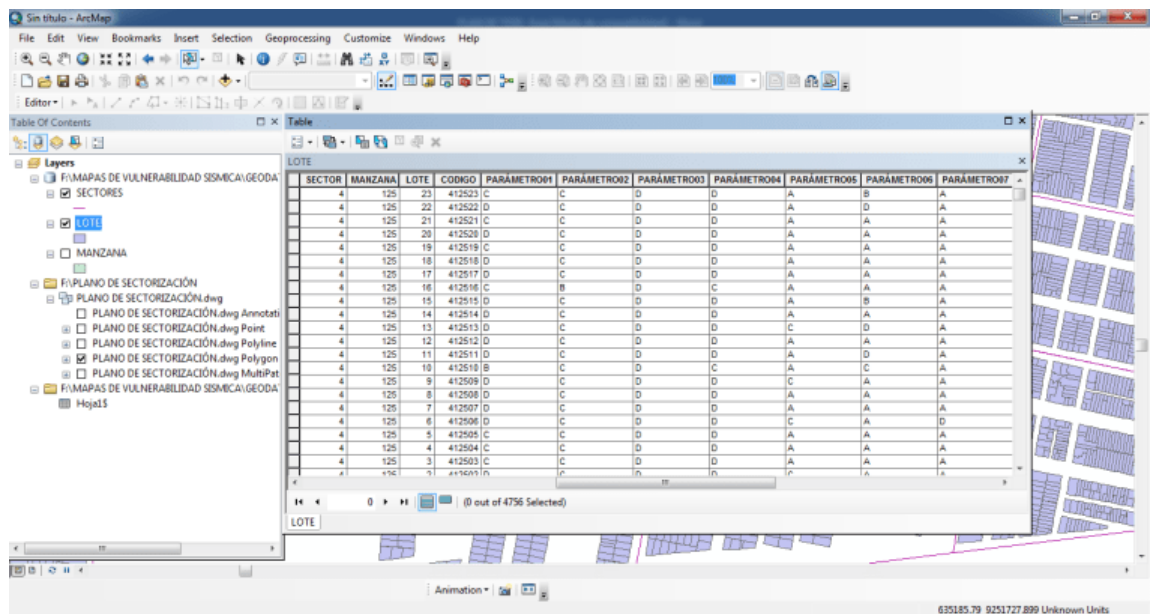 Sin título - ArcMap
File Edit View Bookmarks Insert Selection Geoprocessing Customize Windows Help
Editor
Table Of Contents
Layers
F:\MAPAS DE VULNERABILIDAD SISMICA\GEODA
SECTORES
LOTE
MANZANA
F:\PLANO DE SECTORIZACIÓN
PLANO DE SECTORIZACIÓN.dwg
PLANO DE SECTORIZACIÓN.dwg Annotati
PLANO DE SECTORIZACIÓN.dwg Point
PLANO DE SECTORIZACIÓN.dwg Polyline
PLANO DE SECTORIZACIÓN.dwg Polygon
PLANO DE SECTORIZACIÓN.dwg MultiPat
F:\MAPAS DE VULNERABILIDAD SISMICA\GEODA
Hoja1$
Table
LOTE
SECTOR MANZANA LOTE CODIGO PARÁMETRO01 PARÁMETRO02 PARÁMETRO03 PARÁMETRO04 PARÁMETRO05 PARÁMETRO06 PARÁMETRO07
4 125 23 412523 C C D D A B A
4 125 22 412522 D C D D A D A
4 125 21 412521 C C D D A A A
4 125 20 412520 D C D D A A A
4 125 19 412519 C C D D A A A
4 125 18 412518 D C D D A A A
4 125 17 412517 D C D D A A A
4 125 16 412516 C B D C A A A
4 125 15 412515 D C D D A B A
4 125 14 412514 D C D D A A A
4 125 13 412513 D C D D C D A
4 125 12 412512 D C D D A A A
4 125 11 412511 D C D D A D A
4 125 10 412510 B C D C A C A
4 125 9 412509 D C D D C A A
4 125 8 412508 D C D D A A A
4 125 7 412507 D C D D A A A
4 125 6 412506 D C D D C A D
4 125 5 412505 C C D D A A A
4 125 4 412504 C C D D A A A
4 125 3 412503 C C D D A A A
4 125 2 412502 D C D D C A A
0 (0 out of 4756 Selected)
LOTE
Animation
635185.79 9251727.899 Unknown Units